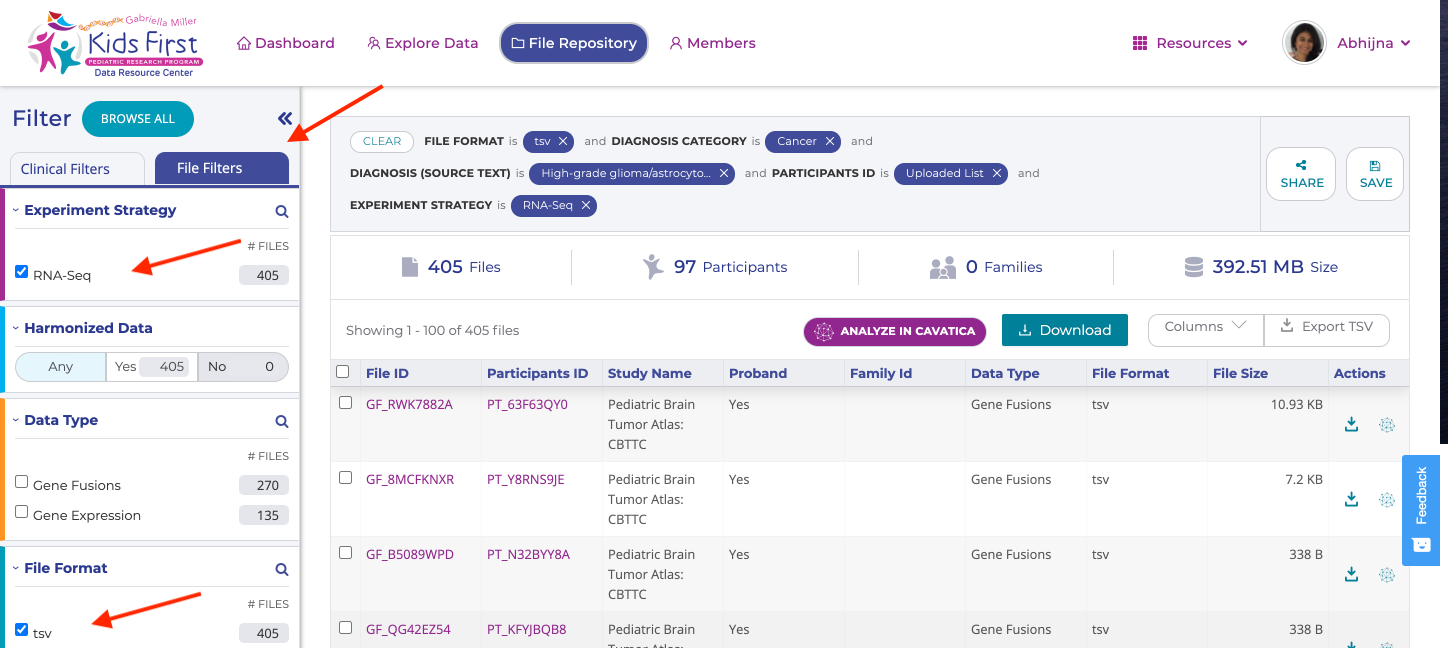 Gabriella Miller
Kids First
PEDIATRIC RESEARCH PROGRAM
Data Resource Center
Dashboard
Explore Data
File Repository
Members
Resources
Abhijna
Filter
BROWSE ALL
«
Clinical Filters
File Filters
Experiment Strategy
# FILES
RNA-Seq 405
Harmonized Data
Any Yes 405 No 0
Data Type
# FILES
Gene Fusions 270
Gene Expression 135
File Format
# FILES
tsv 405
CLEAR FILE FORMAT is tsv × and DIAGNOSIS CATEGORY is Cancer × and
DIAGNOSIS (SOURCE TEXT) is High-grade glioma/astrocyto... × and PARTICIPANTS ID is Uploaded List × and
EXPERIMENT STRATEGY is RNA-Seq ×
SHARE
SAVE
405 Files 97 Participants 0 Families 392.51 MB Size
Showing 1 - 100 of 405 files
ANALYZE IN CAVATICA
Download
Columns
Export TSV
File ID Participants ID Study Name Proband Family Id Data Type File Format File Size Actions
GF_RWK7882A PT_63F63QY0 Pediatric Brain Yes Gene Fusions tsv 10.93 KB
Tumor Atlas:
CBTTC
GF_8MCFKNXR PT_Y8RNS9JE Pediatric Brain Yes Gene Fusions tsv 7.2 KB
Tumor Atlas:
CBTTC
GF_B5089WPD PT_N32BYY8A Pediatric Brain Yes Gene Fusions tsv 338 B
Tumor Atlas:
CBTTC
GF_QG42EZ54 PT_KFYJBQB8 Pediatric Brain Yes Gene Fusions tsv 338 B
Tumor Atlas:
Feedback